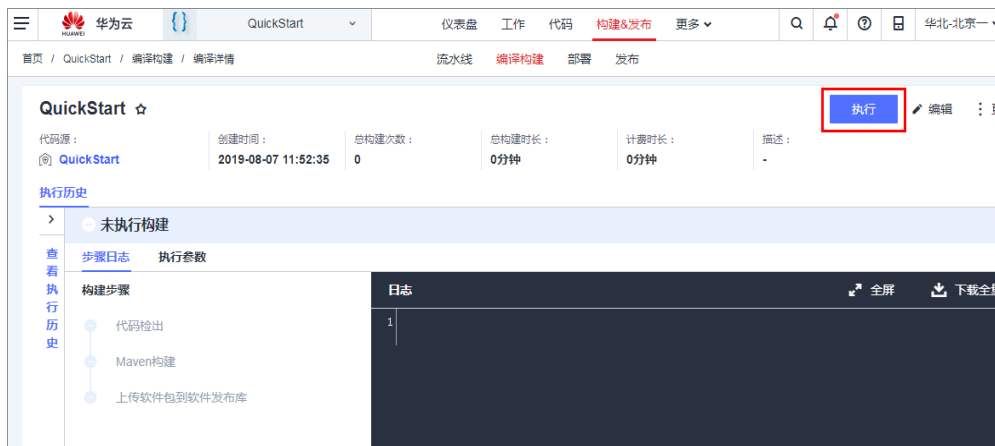 HUAWEI 华为云 QuickStart 仪表盘 工作 代码 构建&发布 更多 华北-北京一
首页 / QuickStart / 编译构建 / 编译详情 流水线 编译构建 部署 发布
QuickStart 执行 编辑
代码源： 创建时间： 总构建次数： 总构建时长： 计费时长： 描述：
QuickStart 2019-08-07 11:52:35 0 0分钟 0分钟 -
执行历史
未执行构建
查看执行历史
步骤日志 执行参数
构建步骤 日志 全屏 下载全
1
代码检出
Maven构建
上传软件包到软件发布库